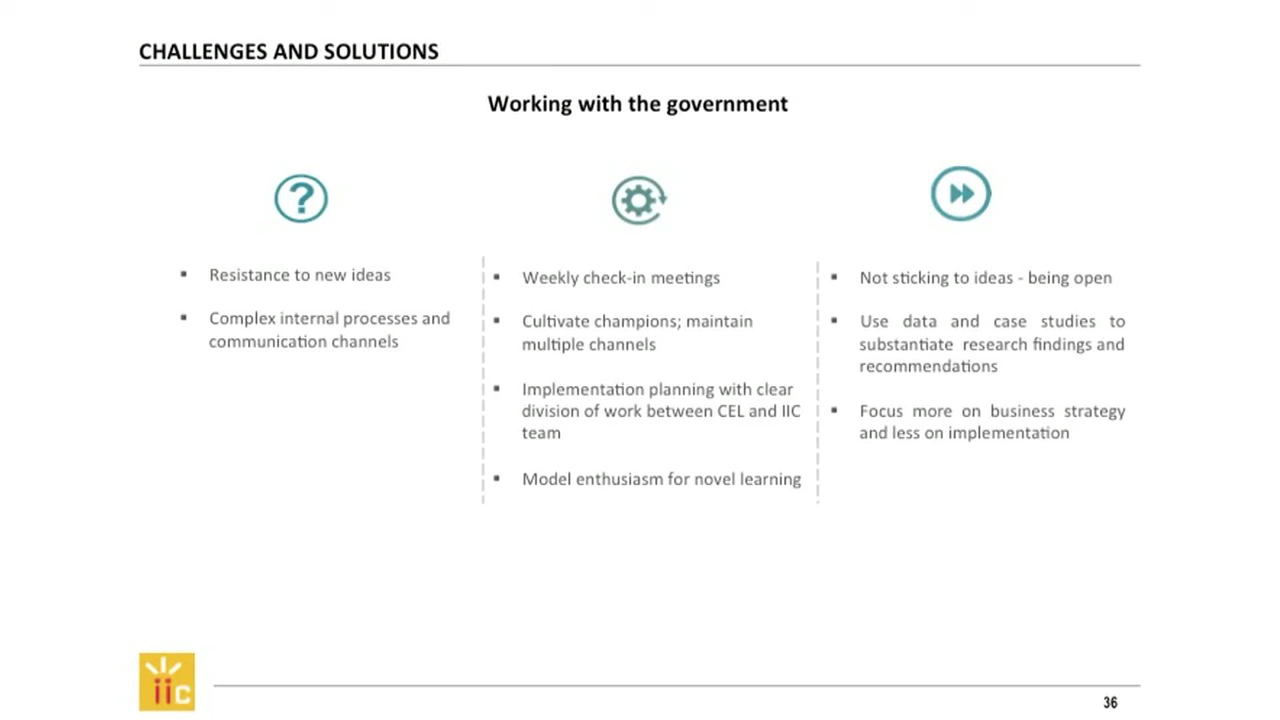 CHALLENGES AND SOLUTIONS
Working with the government
?
▪ Resistance to new ideas
▪ Complex internal processes and
communication channels
▪ Weekly check-in meetings
▪ Cultivate champions; maintain
multiple channels
▪ Implementation planning with clear
division of work between CEL and IIC
team
▪ Model enthusiasm for novel learning
▪ Not sticking to ideas - being open
▪ Use data and case studies to
substantiate research findings and
recommendations
▪ Focus more on business strategy
and less on implementation
iic
36